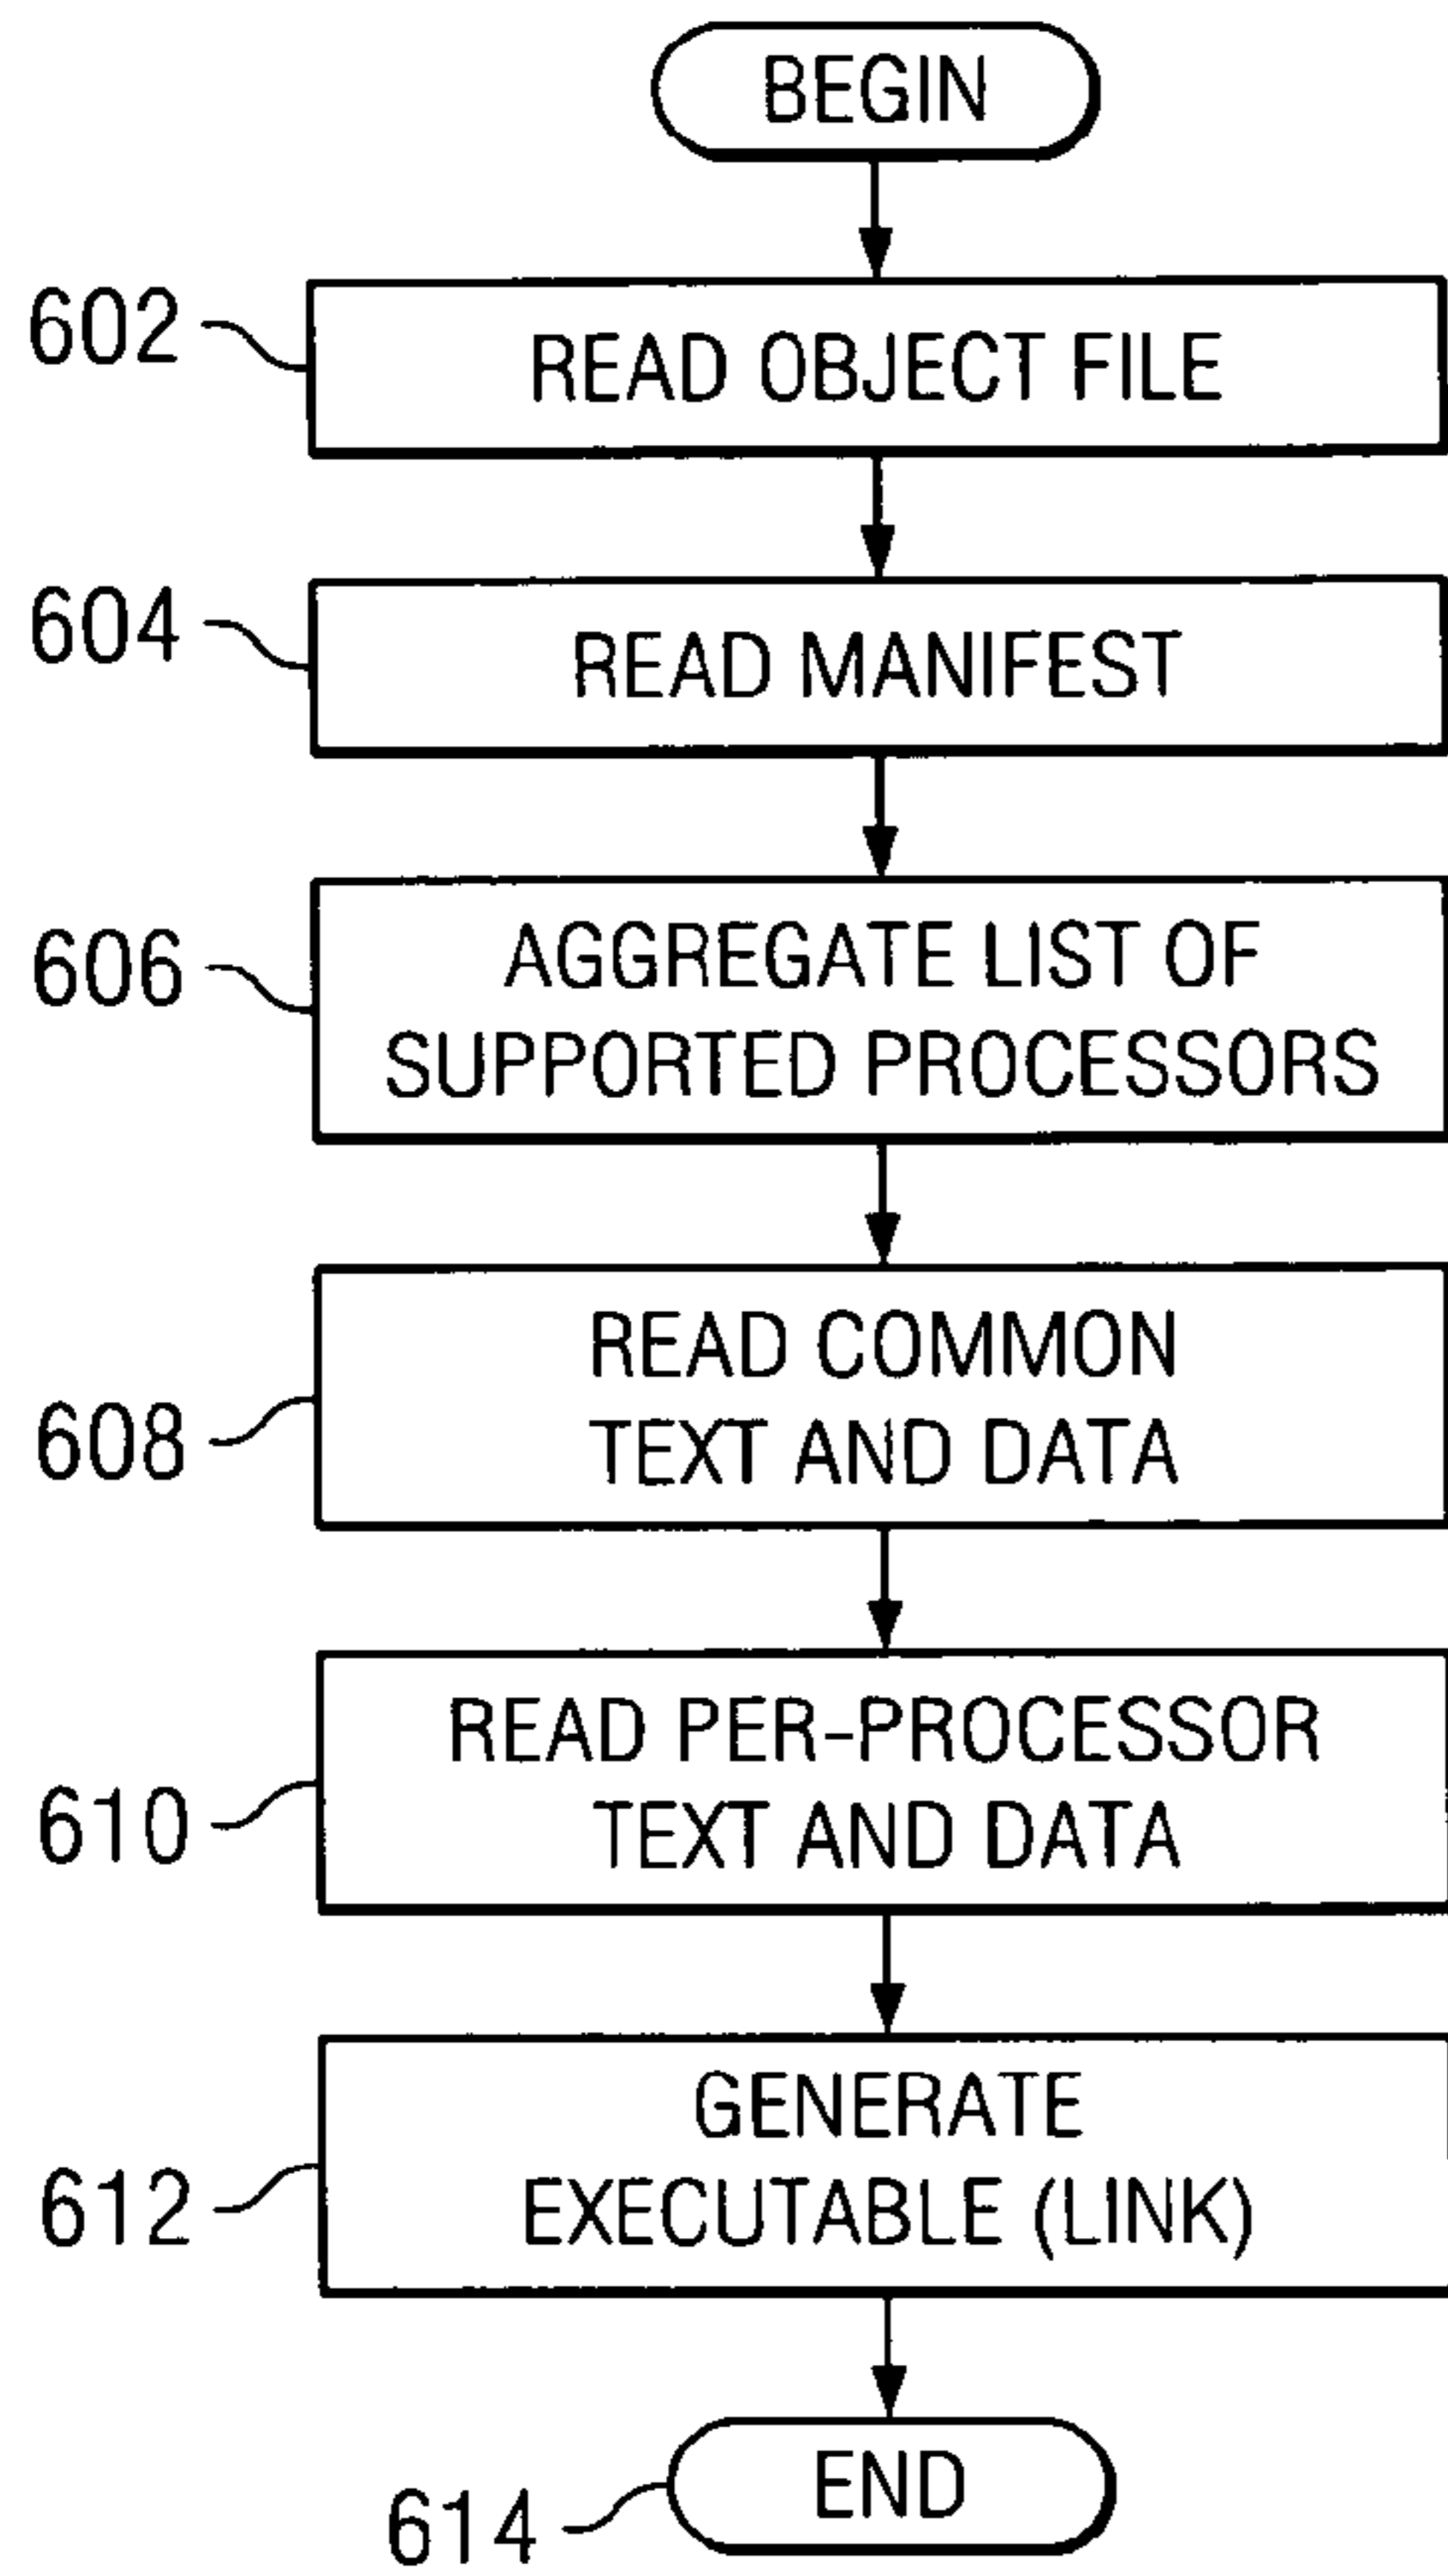 BEGIN
602
READ OBJECT FILE
604
READ MANIFEST
606
AGGREGATE LIST OF
SUPPORTED PROCESSORS
608
READ COMMON
TEXT AND DATA
610
READ PER-PROCESSOR
TEXT AND DATA
612
GENERATE
EXECUTABLE (LINK)
614
END